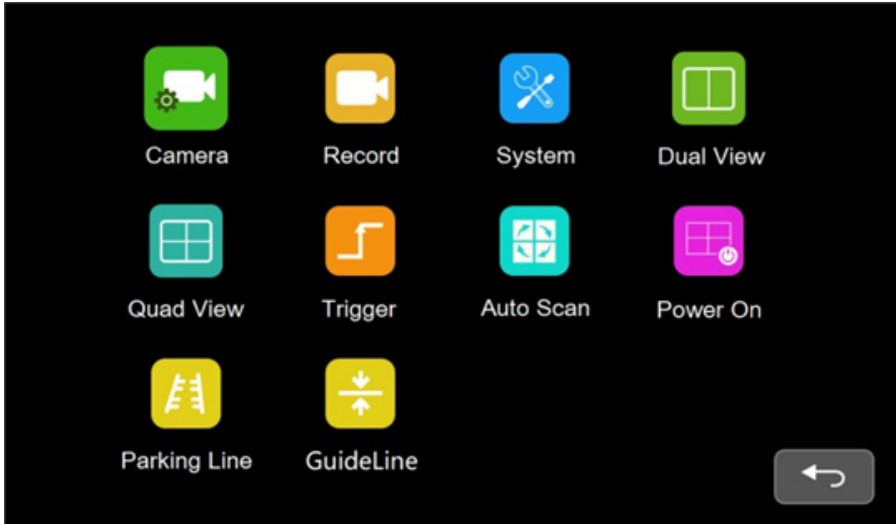 Camera Record System Dual View
Quad View Trigger Auto Scan Power On
Parking Line GuideLine